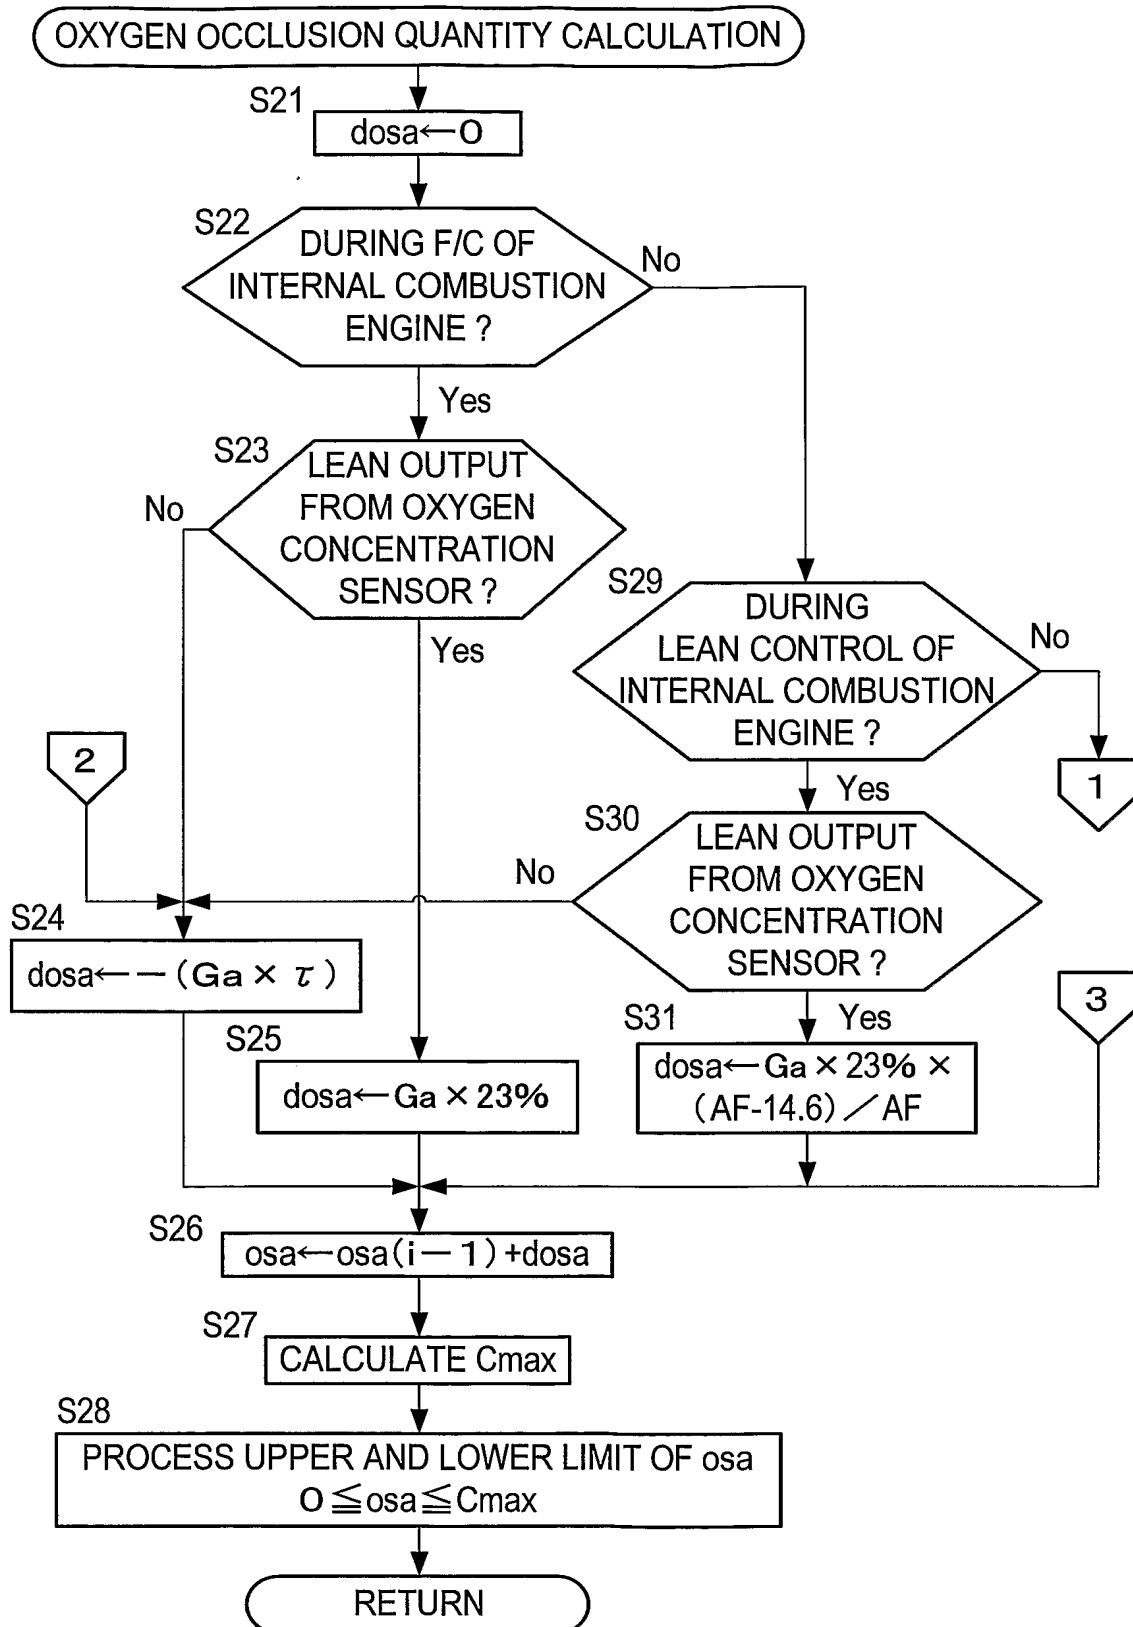 OXYGEN OCCLUSION QUANTITY CALCULATION
S21
dosa←0
S22
DURING F/C OF
INTERNAL COMBUSTION
ENGINE ?
No
Yes
S23
LEAN OUTPUT
FROM OXYGEN
CONCENTRATION
SENSOR ?
No
Yes
S29
DURING
LEAN CONTROL OF
INTERNAL COMBUSTION
ENGINE ?
No
Yes
2
1
S30
LEAN OUTPUT
FROM OXYGEN
CONCENTRATION
SENSOR ?
No
Yes
S24
dosa←−(Ga × τ)
3
S25
dosa←Ga × 23%
S31
dosa←Ga × 23% ×
(AF-14.6)／AF
S26
osa←osa(i−1)+dosa
S27
CALCULATE Cmax
S28
PROCESS UPPER AND LOWER LIMIT OF osa
0≦osa≦Cmax
RETURN